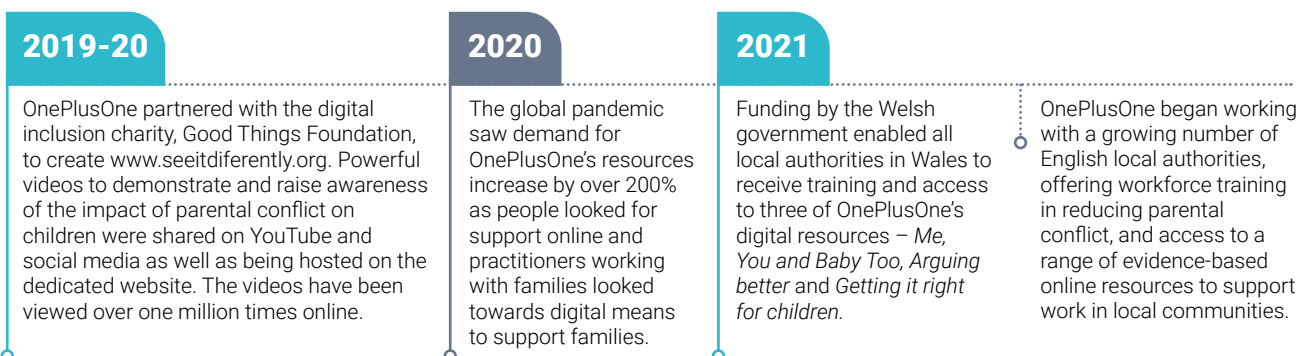 2019-20
OnePlusOne partnered with the digital
inclusion charity, Good Things Foundation,
to create www.seeitdiferently.org. Powerful
videos to demonstrate and raise awareness
of the impact of parental conflict on
children were shared on YouTube and
social media as well as being hosted on the
dedicated website. The videos have been
viewed over one million times online.
2020
The global pandemic
saw demand for
OnePlusOne’s resources
increase by over 200%
as people looked for
support online and
practitioners working
with families looked
towards digital means
to support families.
2021
Funding by the Welsh
government enabled all
local authorities in Wales to
receive training and access
to three of OnePlusOne’s
digital resources – Me,
You and Baby Too, Arguing
better and Getting it right
for children.
OnePlusOne began working
with a growing number of
English local authorities,
offering workforce training
in reducing parental
conflict, and access to a
range of evidence-based
online resources to support
work in local communities.